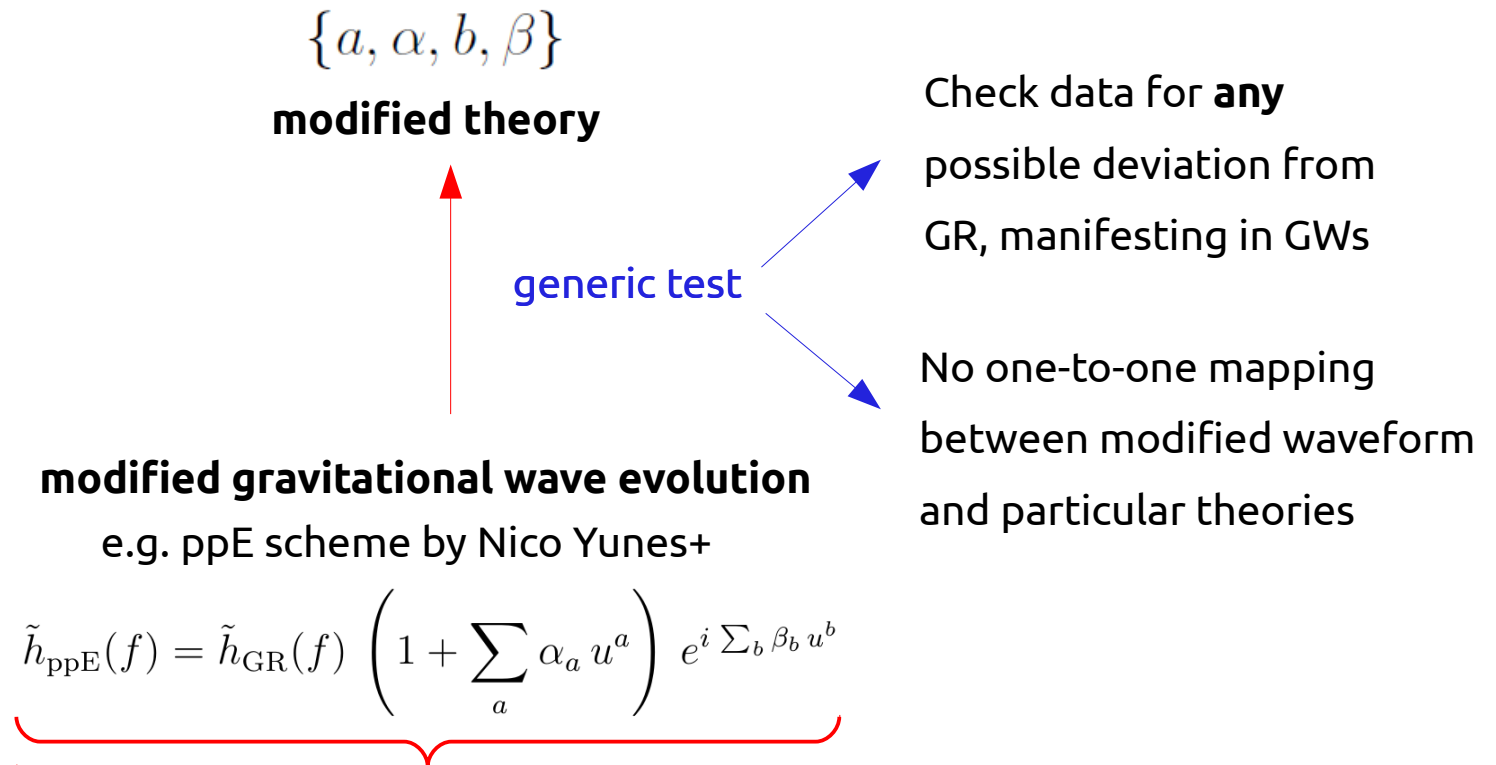 {a, α, b, β}
modified theory
Check data for any
possible deviation from
GR, manifesting in GWs
generic test
No one-to-one mapping
between modified waveform
and particular theories
modified gravitational wave evolution
e.g. ppE scheme by Nico Yunes+
h̃_ppE(f) = h̃_GR(f) (1 + ∑_a α_a u^a) e^{i ∑_b β_b u^b}